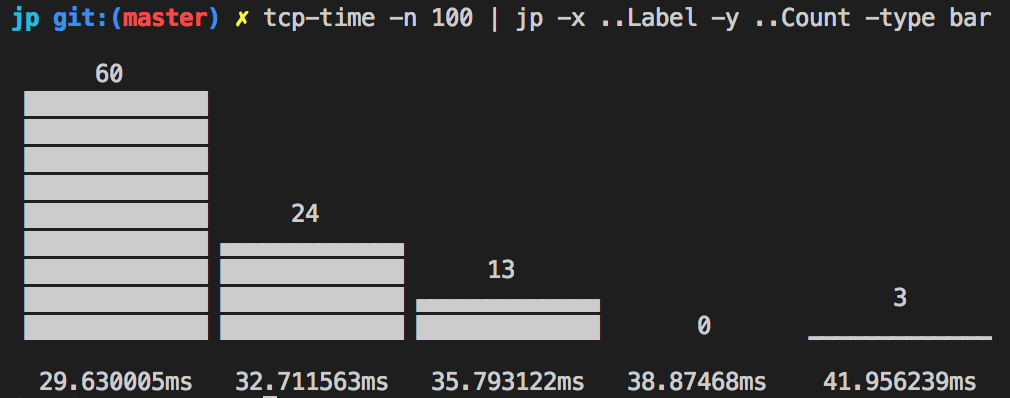 jp git:(master) ✗ tcp-time -n 100 | jp -x ..Label -y ..Count -type bar
60
24
13
3
0
29.630005ms 32.711563ms 35.793122ms 38.87468ms 41.956239ms